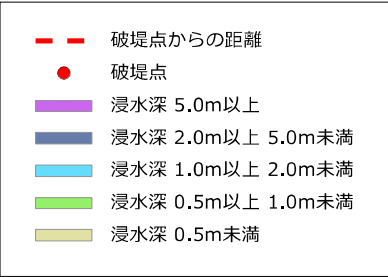 破堤点からの距離
破堤点
浸水深 5.0m以上
浸水深 2.0m以上 5.0m未満
浸水深 1.0m以上 2.0m未満
浸水深 0.5m以上 1.0m未満
浸水深 0.5m未満